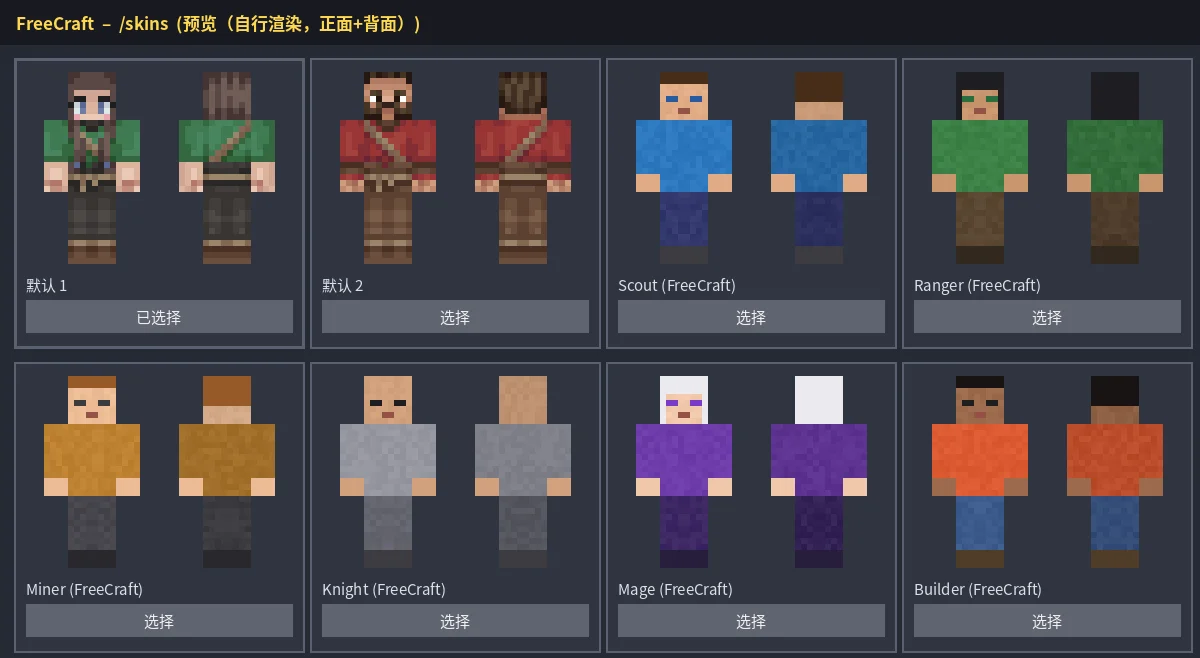 FreeCraft – /skins (预览（自行渲染，正面+背面）)
默认 1
已选择
默认 2
选择
Scout (FreeCraft)
选择
Ranger (FreeCraft)
选择
Miner (FreeCraft)
选择
Knight (FreeCraft)
选择
Mage (FreeCraft)
选择
Builder (FreeCraft)
选择